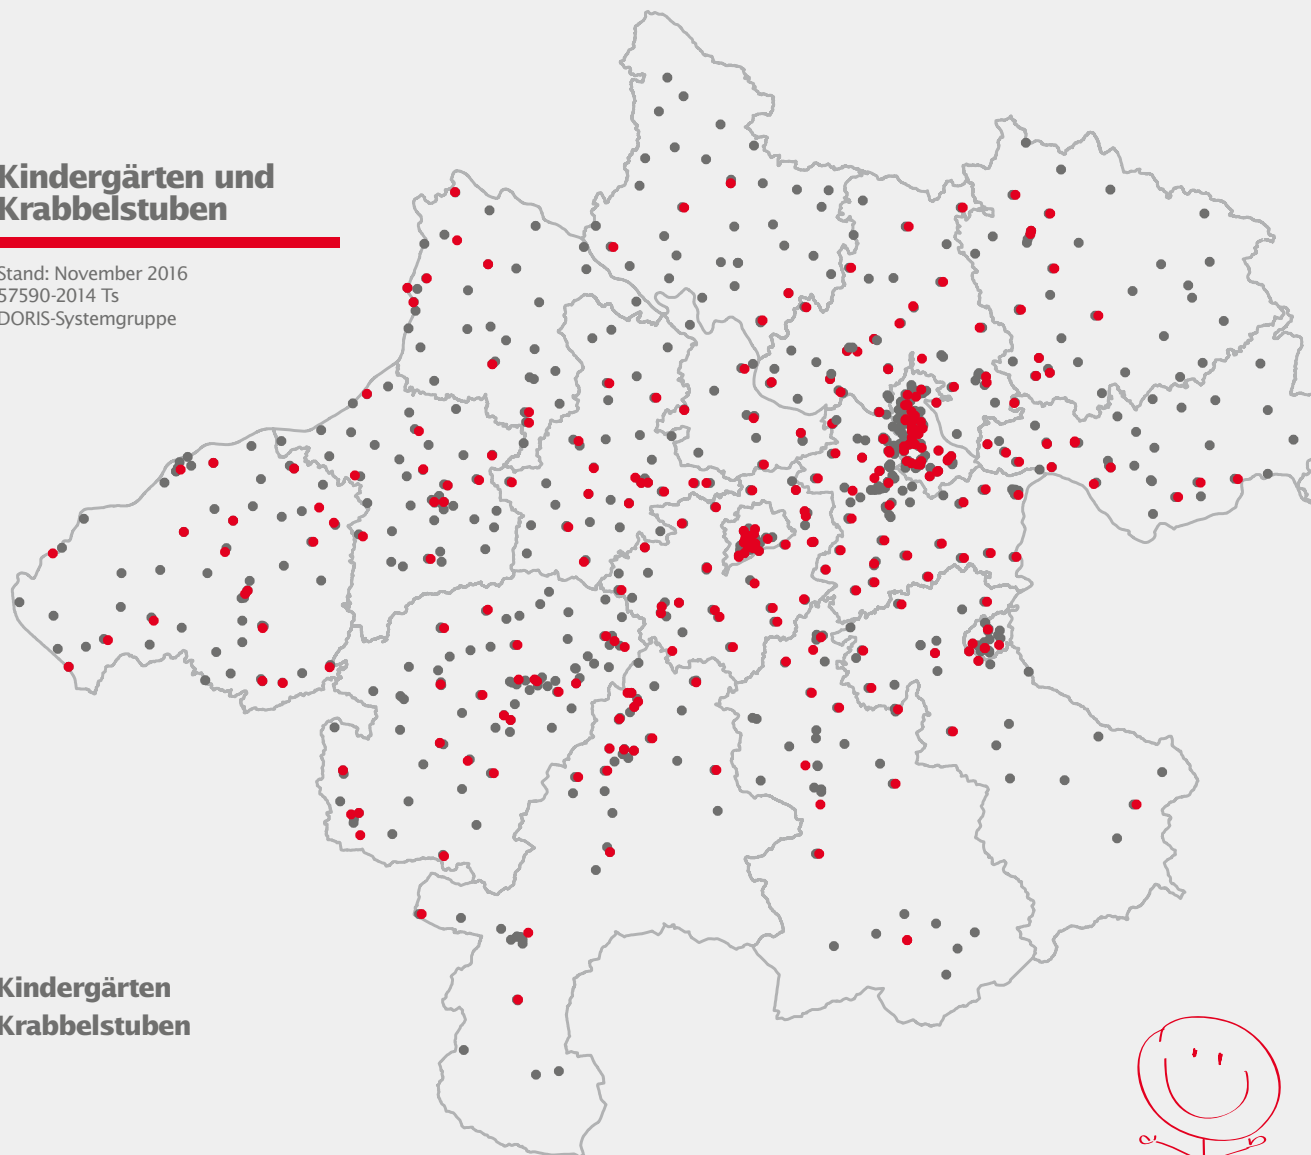 Kindergärten und
Krabbelstuben
Stand: November 2016
57590-2014 Ts
DORIS-Systemgruppe
Kindergärten
Krabbelstuben